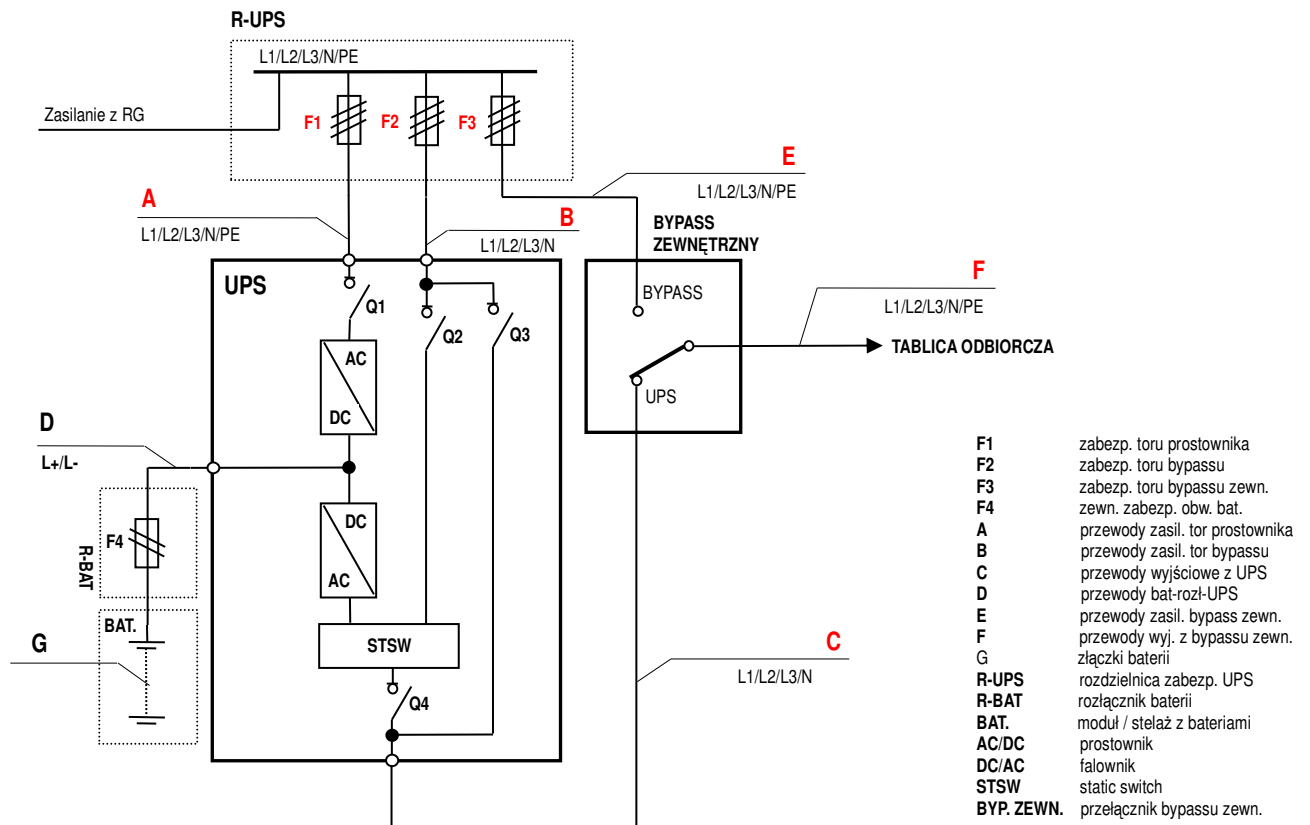 R-UPS
L1/L2/L3/N/PE
Zasilanie z RG
F1
F2
F3
E
L1/L2/L3/N/PE
A
L1/L2/L3/N/PE
B
L1/L2/L3/N
BYPASS
ZEWNĘTRZNY
UPS
Q1
Q2
Q3
AC
DC
BYPASS
UPS
F
L1/L2/L3/N/PE
TABLICA ODBIORCZA
D
L+/L-
F4
R-BAT
DC
AC
BAT.
G
STSW
Q4
C
L1/L2/L3/N
F1 zabezp. toru prostownika
F2 zabezp. toru bypassu
F3 zabezp. toru bypassu zewn.
F4 zewn. zabezp. obw. bat.
A przewody zasil. tor prostownika
B przewody zasil. tor bypassu
C przewody wyjściowe z UPS
D przewody bat-rozł-UPS
E przewody zasil. bypass zewn.
F przewody wyj. z bypassu zewn.
G złączki baterii
R-UPS rozdzielnica zabezp. UPS
R-BAT rozłącznik baterii
BAT. moduł / stelaż z bateriami
AC/DC prostownik
DC/AC falownik
STSW static switch
BYP. ZEWN. przełącznik bypassu zewn.